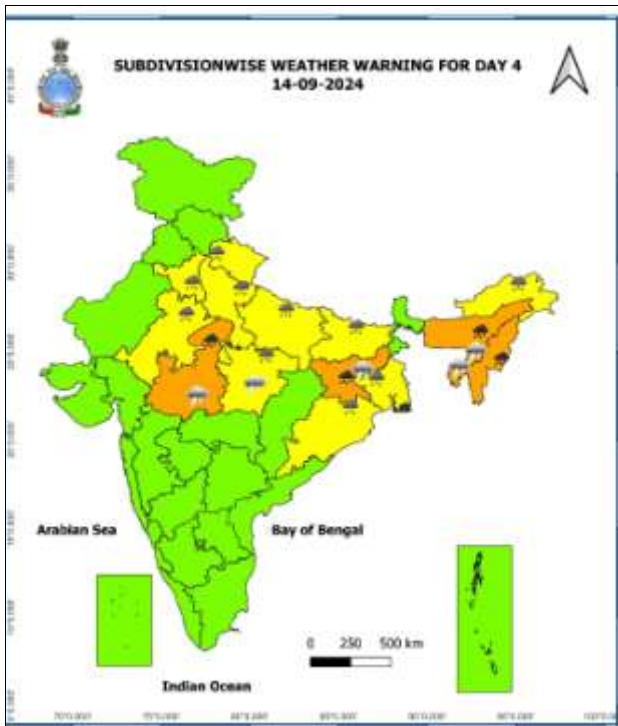 SUBDIVISIONWISE WEATHER WARNING FOR DAY 4
14-09-2024
Arabian Sea
Bay of Bengal
0 250 500 km
Indian Ocean